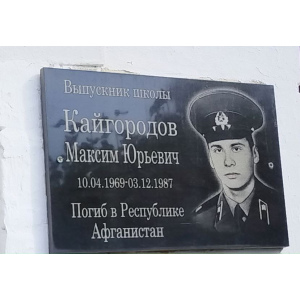 Выпускник школы
Кайгородов
Максим Юрьевич
10.04.1969-03.12.1987
Погиб в Республике
Афганистан